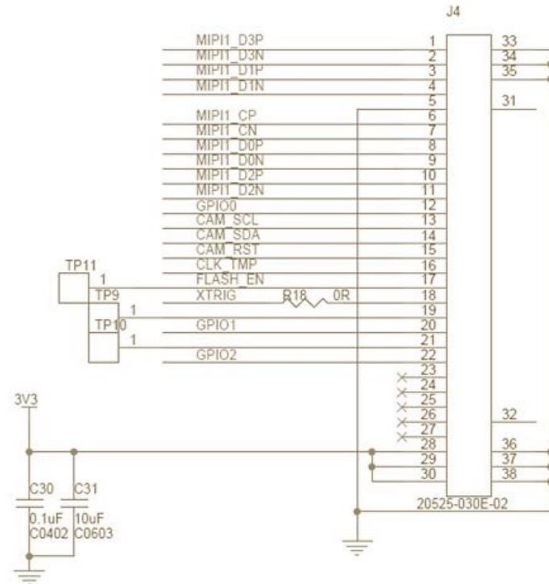 J4
MIPI1_D3P 1 33
MIPI1_D3N 2 34
MIPI1_D1P 3 35
MIPI1_D1N 4
5 31
MIPI1_CP 6
MIPI1_CN 7
MIPI1_D0P 8
MIPI1_D0N 9
MIPI1_D2P 10
MIPI1_D2N 11
GPIO0 12
CAM_SCL 13
CAM_SDA 14
CAM_RST 15
CLK_TMP 16
TP11 1 FLASH_EN 17
TP9 XTRIG R18 0R 18
1 19
TP10 GPIO1 20
1 21
GPIO2 22
23
24
25
26 32
27
3V3 28 36
29 37
30 38
20525-030E-02
C30 C31
0.1uF 10uF
C0402 C0603